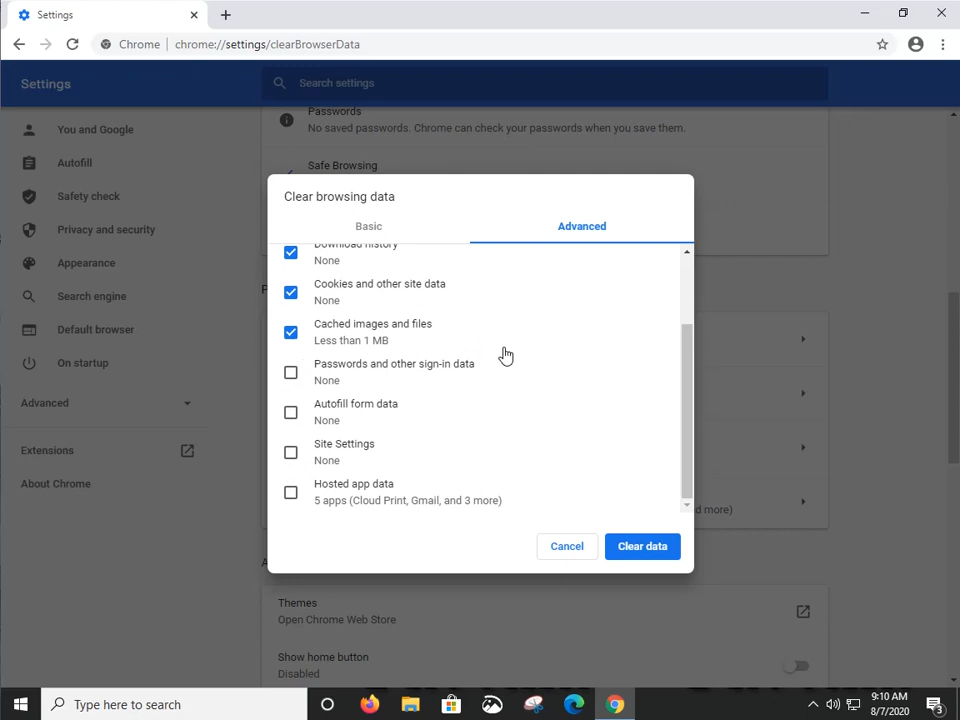 Settings
Chrome
chrome://settings/clearBrowserData
Settings
Search settings
You and Google
Autofill
Safety check
Privacy and security
Appearance
Search engine
Default browser
On startup
Advanced
Extensions
About Chrome
Passwords
No saved passwords. Chrome can check your passwords when you save them.
Safe Browsing
Clear browsing data
Basic
Advanced
Download history
None
Cookies and other site data
None
Cached images and files
Less than 1 MB
Passwords and other sign-in data
None
Autofill form data
None
Site Settings
None
Hosted app data
5 apps (Cloud Print, Gmail, and 3 more)
Cancel
Clear data
P
d more)
A
Themes
Open Chrome Web Store
Show home button
Disabled
Type here to search
9:10 AM
8/7/2020
3